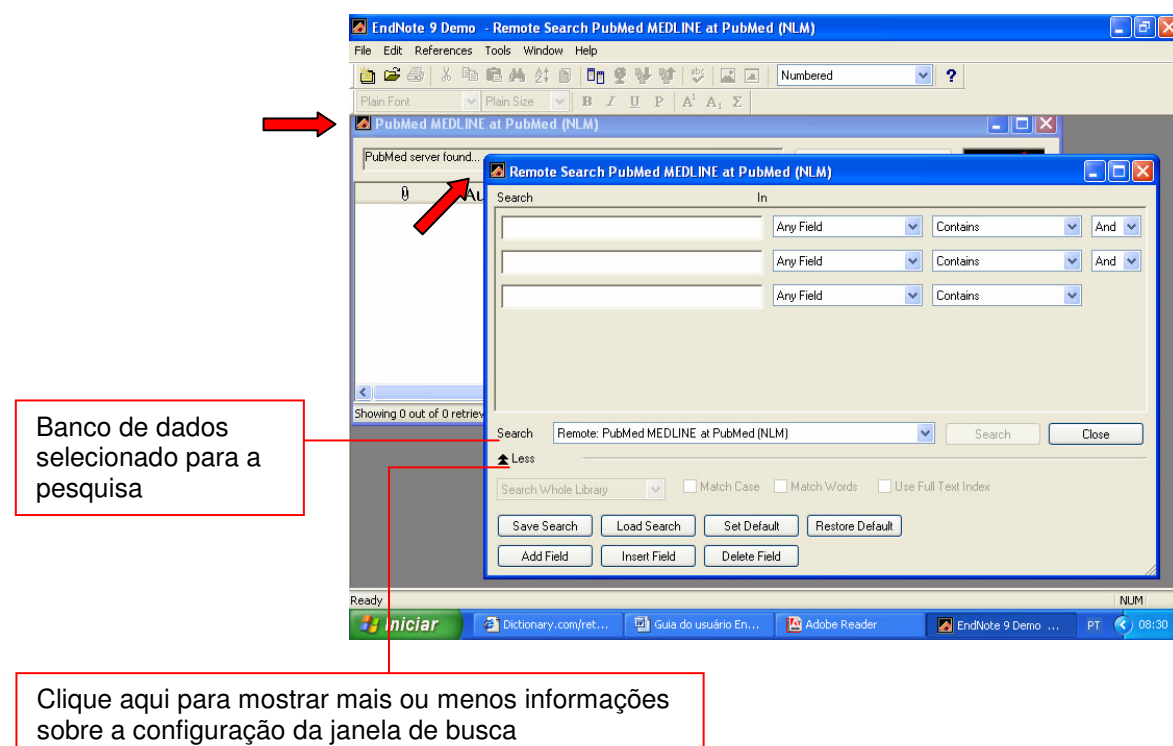 EndNote 9 Demo - Remote Search PubMed MEDLINE at PubMed (NLM)
File Edit References Tools Window Help
Numbered
Plain Font Plain Size B I U P A¹ A₁ Σ
PubMed MEDLINE at PubMed (NLM)
PubMed server found...
Remote Search PubMed MEDLINE at PubMed (NLM)
Au
Search In
Any Field Contains And
Any Field Contains And
Any Field Contains
Showing 0 out of 0 retriev
Search Remote: PubMed MEDLINE at PubMed (NLM) Search Close
Less
Search Whole Library Match Case Match Words Use Full Text Index
Save Search Load Search Set Default Restore Default
Add Field Insert Field Delete Field
Ready NUM
Iniciar Dictionary.com/ret... Guia do usuário En... Adobe Reader EndNote 9 Demo ... PT 08:30
Banco de dados
selecionado para a
pesquisa
Clique aqui para mostrar mais ou menos informações
sobre a configuração da janela de busca